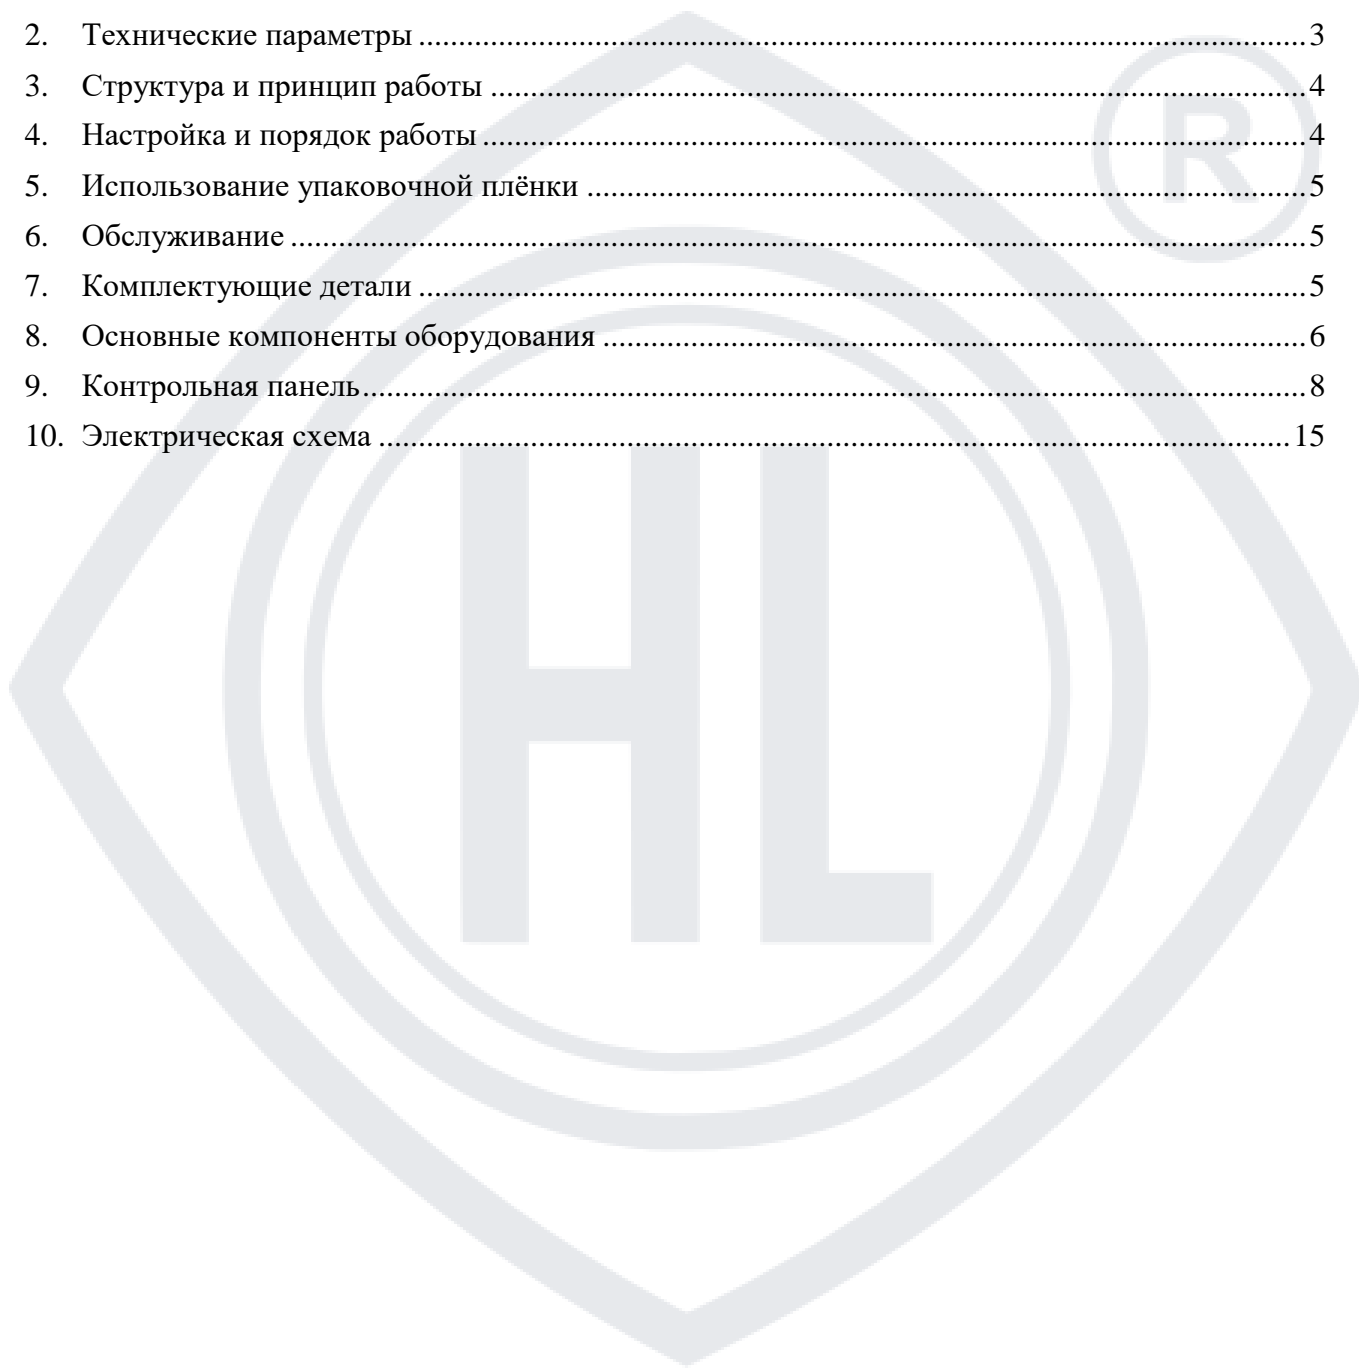 2. Технические параметры ........ 3
3. Структура и принцип работы ........ 4
4. Настройка и порядок работы ........ 4
5. Использование упаковочной плёнки ........ 5
6. Обслуживание ........ 5
7. Комплектующие детали ........ 5
8. Основные компоненты оборудования ........ 6
9. Контрольная панель ........ 8
10. Электрическая схема ........ 15
®
HL